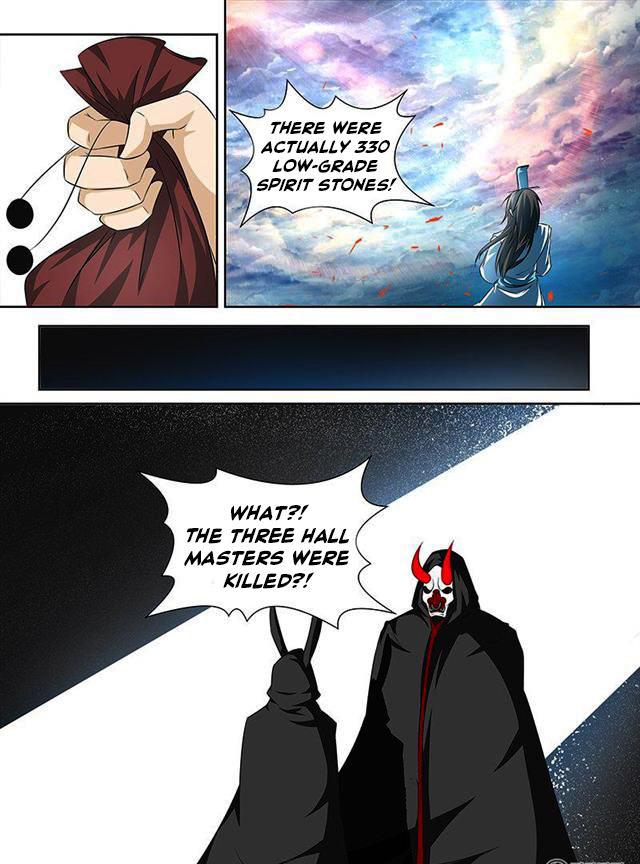 THERE WERE
ACTUALLY 330
LOW-GRADE
SPIRIT STONES!
WHAT?!
THE THREE HALL
MASTERS WERE
KILLED?!